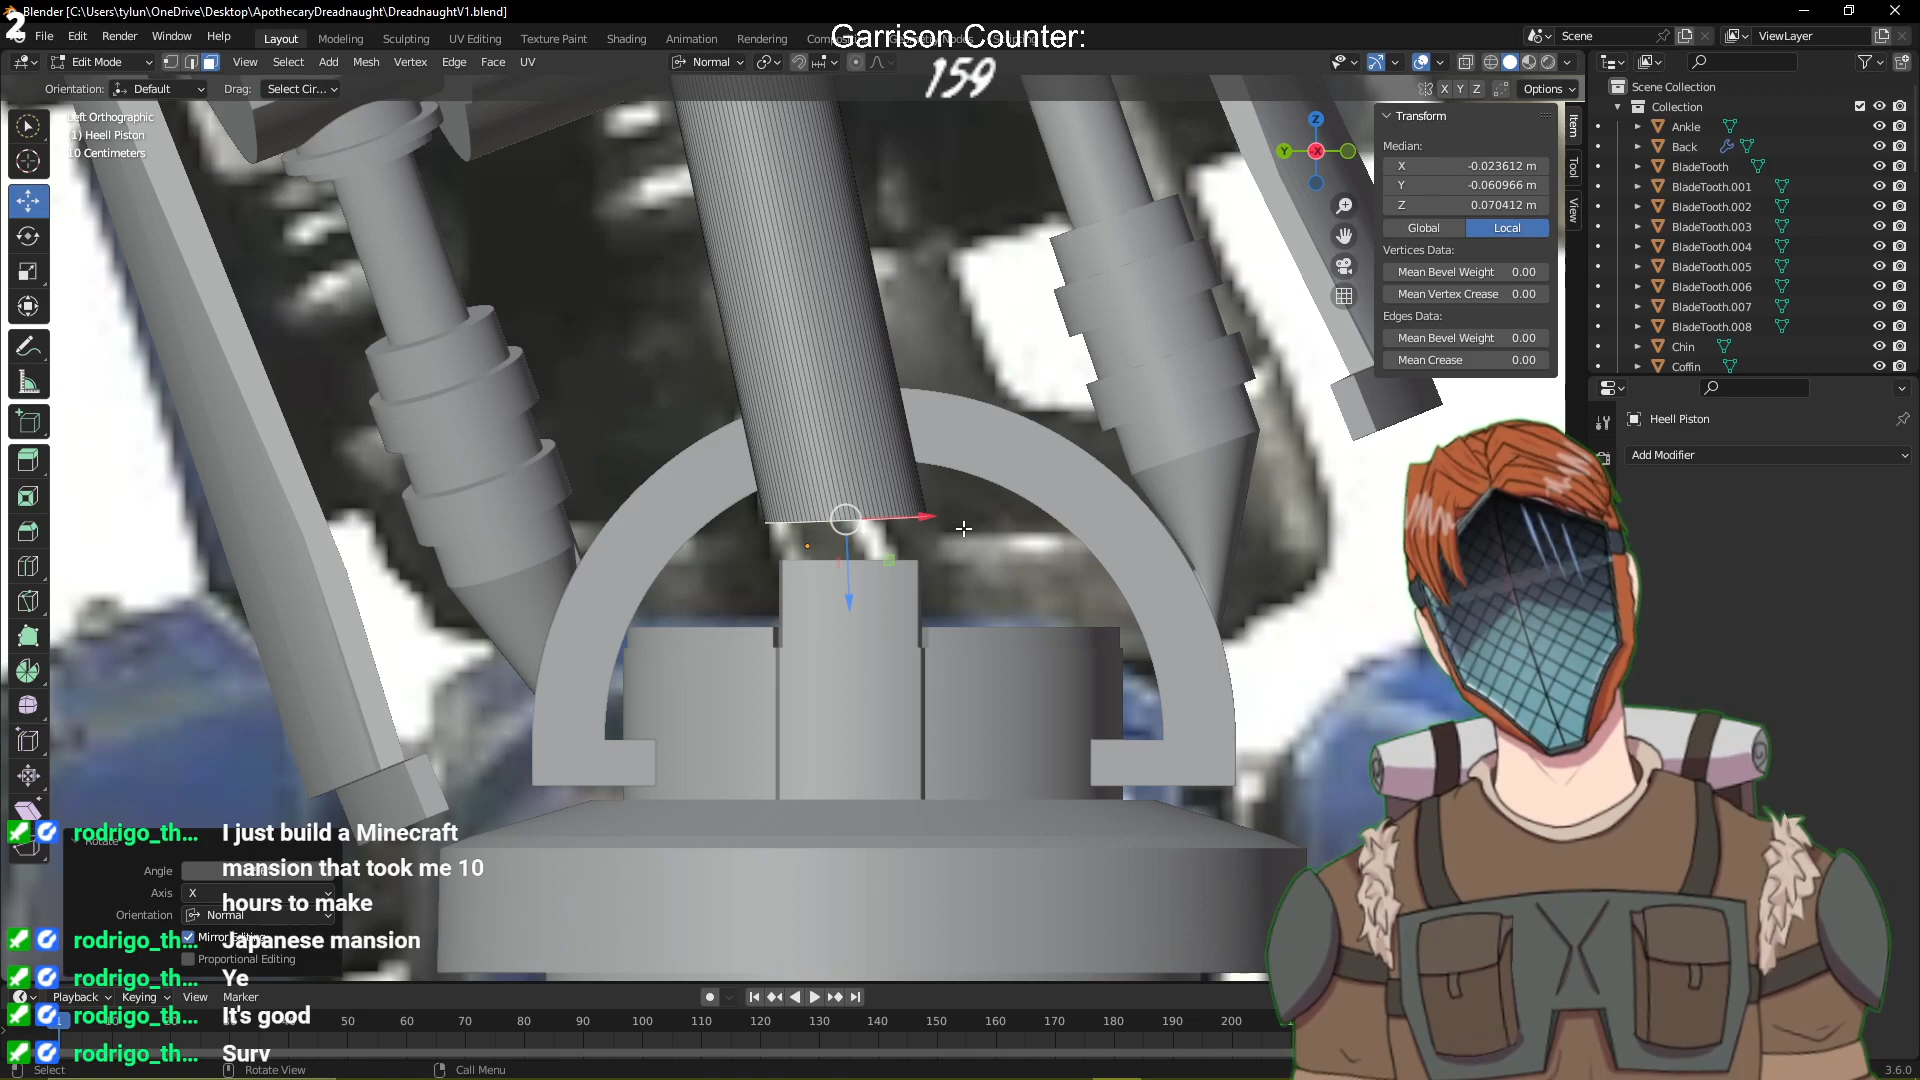 Blender [C:\Users\tylun\OneDrive\Desktop\ApothecaryDreadnaught\DreadnaughtV1.blend]
2
File Edit Render Window Help
Layout Modeling Sculpting UV Editing Texture Paint Shading Animation Rendering
Scene ViewLayer
Garrison Counter:
159
Edit Mode View Select Add Mesh Vertex Edge Face UV
Normal
Orientation: Default Drag: Select Cir...
X Y Z Options
Left Orthographic
(1) Heell Piston
10 Centimeters
Z
Y -X
Transform
Median:
X -0.023612 m
Y -0.060966 m
Z 0.070412 m
Global Local
Vertices Data:
Mean Bevel Weight 0.00
Mean Vertex Crease 0.00
Edges Data:
Mean Bevel Weight 0.00
Mean Crease 0.00
Item
Tool
View
Scene Collection
Collection
Ankle
Back
BladeTooth
BladeTooth.001
BladeTooth.002
BladeTooth.003
BladeTooth.004
BladeTooth.005
BladeTooth.006
BladeTooth.007
BladeTooth.008
Chin
Coffin
Heell Piston
Add Modifier
Rotate
Angle
Axis X
Orientation Normal
Mirror Editing
Proportional Editing
rodrigo_th... I just build a Minecraft
mansion that took me 10
hours to make
rodrigo_th... Japanese mansion
rodrigo_th... Ye
rodrigo_th... It's good
rodrigo_th... Surv
Playback Keying View Marker
1 50 60 70 80 90 100 110 120 130 140 150 160 170 180 190 200
Select Rotate View Call Menu
3.6.0